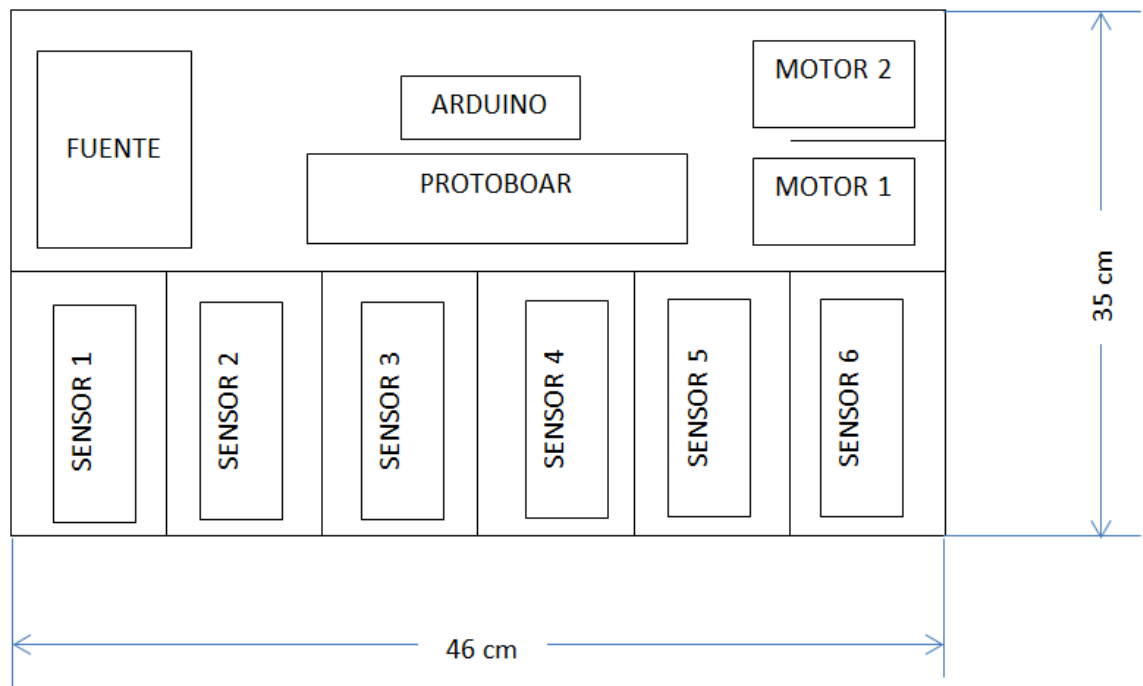 MOTOR 2
ARDUINO
FUENTE
PROTOBOAR
MOTOR 1
35 cm
SENSOR 1
SENSOR 2
SENSOR 3
SENSOR 4
SENSOR 5
SENSOR 6
46 cm